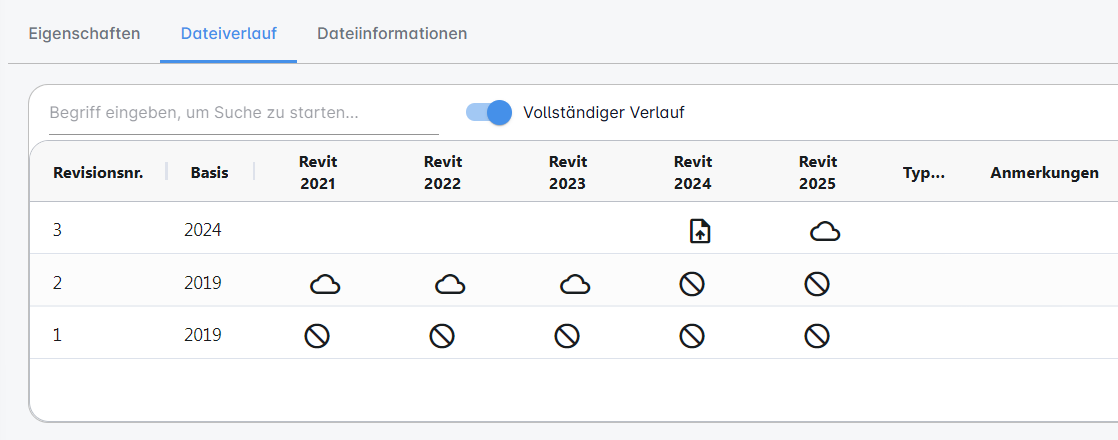 Eigenschaften Dateiverlauf Dateiinformationen
Begriff eingeben, um Suche zu starten... Vollständiger Verlauf
Revisionsnr. Basis Revit 2021 Revit 2022 Revit 2023 Revit 2024 Revit 2025 Typ... Anmerkungen
3 2024
2 2019
1 2019